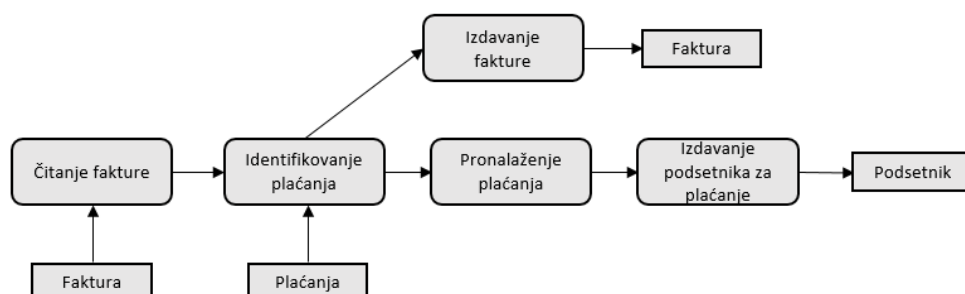 Izdavanje
fakture
Faktura
Čitanje fakture
Identifikovanje
plaćanja
Pronalaženje
plaćanja
Izdavanje
podsetnika za
plaćanje
Podsetnik
Faktura
Plaćanja